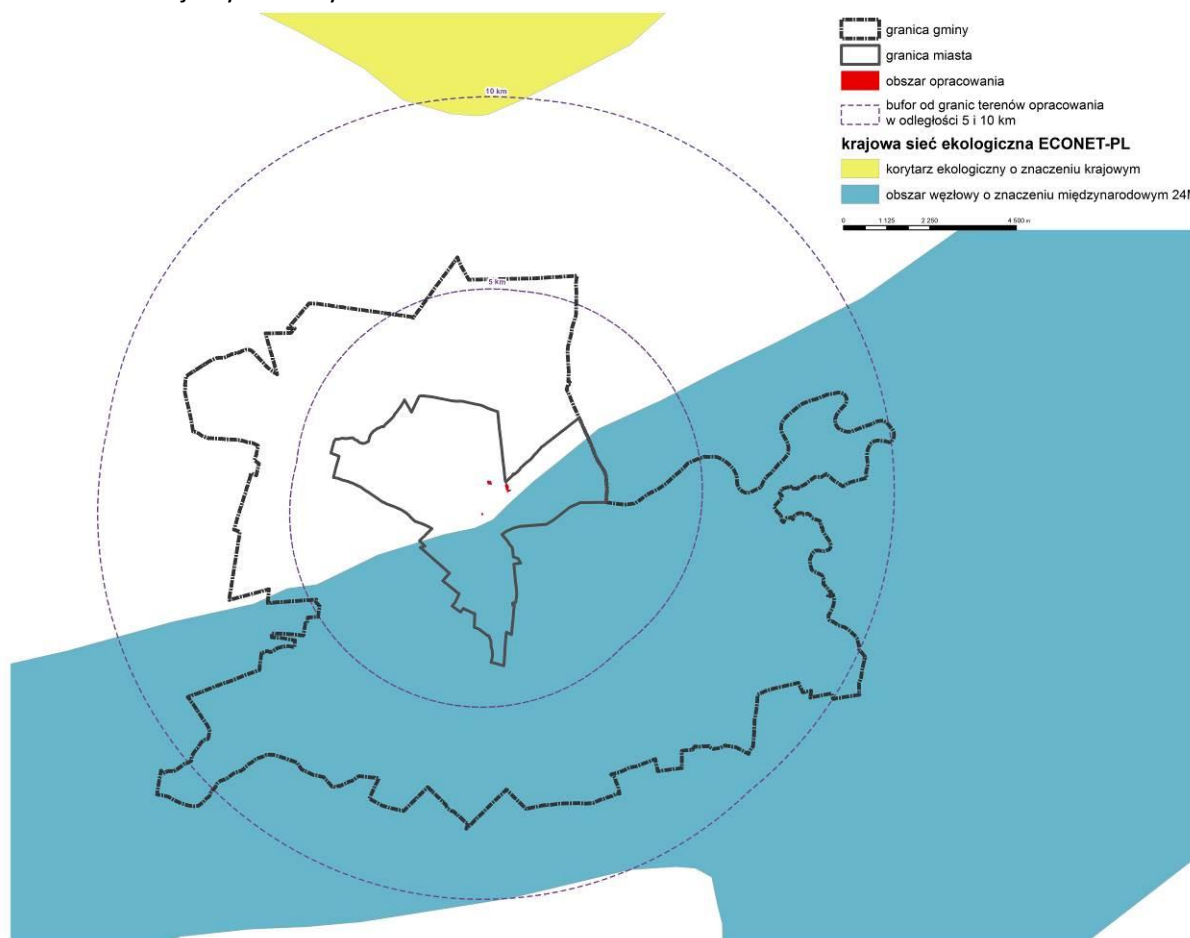 granica gminy
granica miasta
obszar opracowania
bufor od granic terenów opracowania
w odległości 5 i 10 km
krajowa sieć ekologiczna ECONET-PL
korytarz ekologiczny o znaczeniu krajowym
obszar węzłowy o znaczeniu międzynarodowym 24M
0 1 125 2 250 4 500 m
10 km
5 km